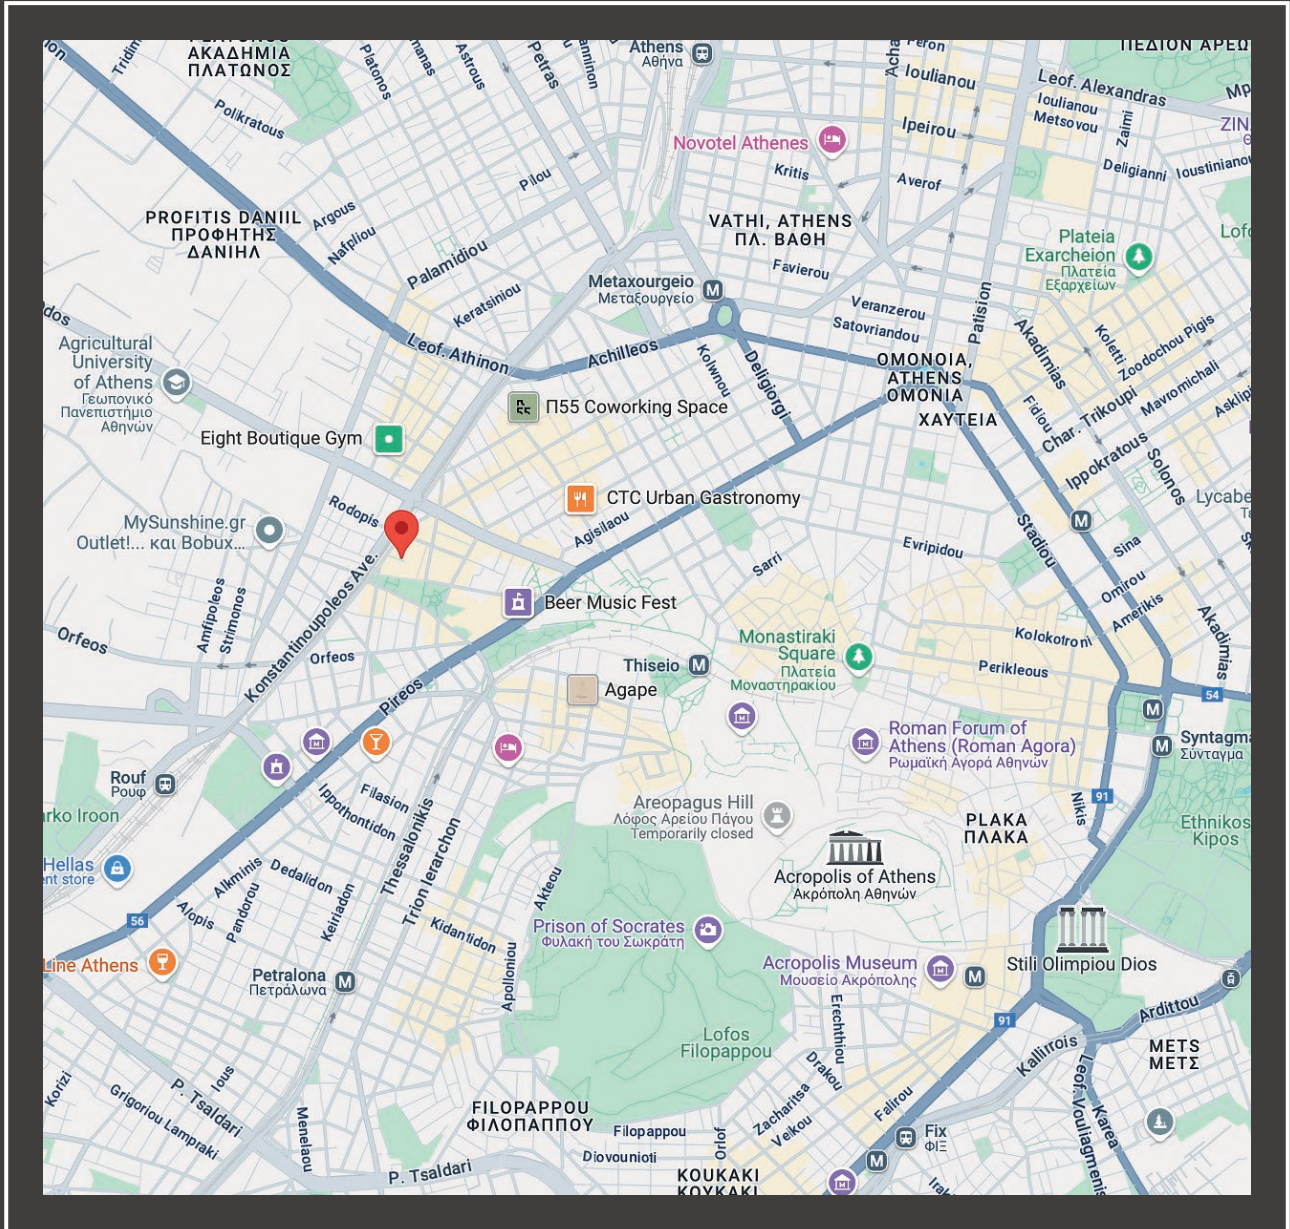 ΑΚΑΔΗΜΙΑ
ΠΛΑΤΩΝΟΣ
Platonos
Astrous
Petras
Athens
Αθήνα
Feron
Ioulianou
Leof. Alexandras
Ioulianou
Metsovou
Zaimi
Polikratous
Novotel Athenes
Ipeirou
Deligianni
Pilou
Kritis
Averof
PROFITIS DANIIL
ΠΡΟΦΗΤΗΣ
ΔΑΝΙΗΛ
Argous
Nafpliou
VATHI, ATHENS
ΠΛ. ΒΑΘΗ
Plateia
Exarcheion
Πλατεία
Εξαρχείων
Palamidiou
Metaxourgeio
Μεταξουργείο
M
Favierou
Keratsiniou
Veranzerou
Satovriandou
Patision
Akadimias
Koletti
Zoodochou Pigis
Agricultural
University
of Athens
Γεωπονικό
Πανεπιστήμιο
Αθηνών
Leof. Athinon
Achilleos
Kolwnou
Deligiorgi
ΟΜΟΝΟΙΑ,
ATHENS
OMONIA
ΧΑΥΤΕΙΑ
Fidiou
Char. Trikoupi
Mavromichali
Π55 Coworking Space
Eight Boutique Gym
Ippokratous
Solonos
CTC Urban Gastronomy
Rodopis
Agisilaou
MySunshine.gr
Outlet!... και Bobux...
Evripidou
Stadiou
M
Sina
Sarri
Omirou
Amerikis
Amfipoleos
Strimonos
Konstantinoupoleos Ave.
Beer Music Fest
Orfeos
Orfeos
Thiseio
M
Monastiraki
Square
Πλατεία
Μοναστηρακίου
Kolokotroni
Perikleous
Akadimias
Agape
Pireos
54
M
Roman Forum of
Athens (Roman Agora)
Ρωμαϊκή Αγορά Αθηνών
M
Σύνταγμα
Rouf
Ρουφ
Filasion
Ippothontidon
Areopagus Hill
Λόφος Αρείου Πάγου
Temporarily closed
Nikis
91
PLAKA
ΠΛΑΚΑ
Ethnikos
Kipos
Hellas
Alkminis
Dedalidon
Thessalonikis
Trion Ierarchon
Akteou
Acropolis of Athens
Ακρόπολη Αθηνών
56
Alopis
Pandorou
Keiriadon
Kidantidon
Prison of Socrates
Φυλακή του Σωκράτη
Line Athens
Petralona
Πετράλωνα
M
Apolloniou
Acropolis Museum
Μουσείο Ακρόπολης
M
Stili Olimpiou Dios
Erechthiou
91
Ardittou
Lofos
Filopappou
Kallirrois
METS
ΜΕΤΣ
Korizi
P. Tsaldari
Ious
Grigoriou Lampraki
Menelaou
Drakou
Zacharitsa
Veikou
Falirou
Leof. Vouliagmenis
Karea
FILOPAPPOU
ΦΙΛΟΠΑΠΠΟΥ
Filopappou
Diovounioti
Orlof
Fix
ΦΙΞ
M
P. Tsaldari
KOUKAKI
ΚΟΥΚΑΚΙ